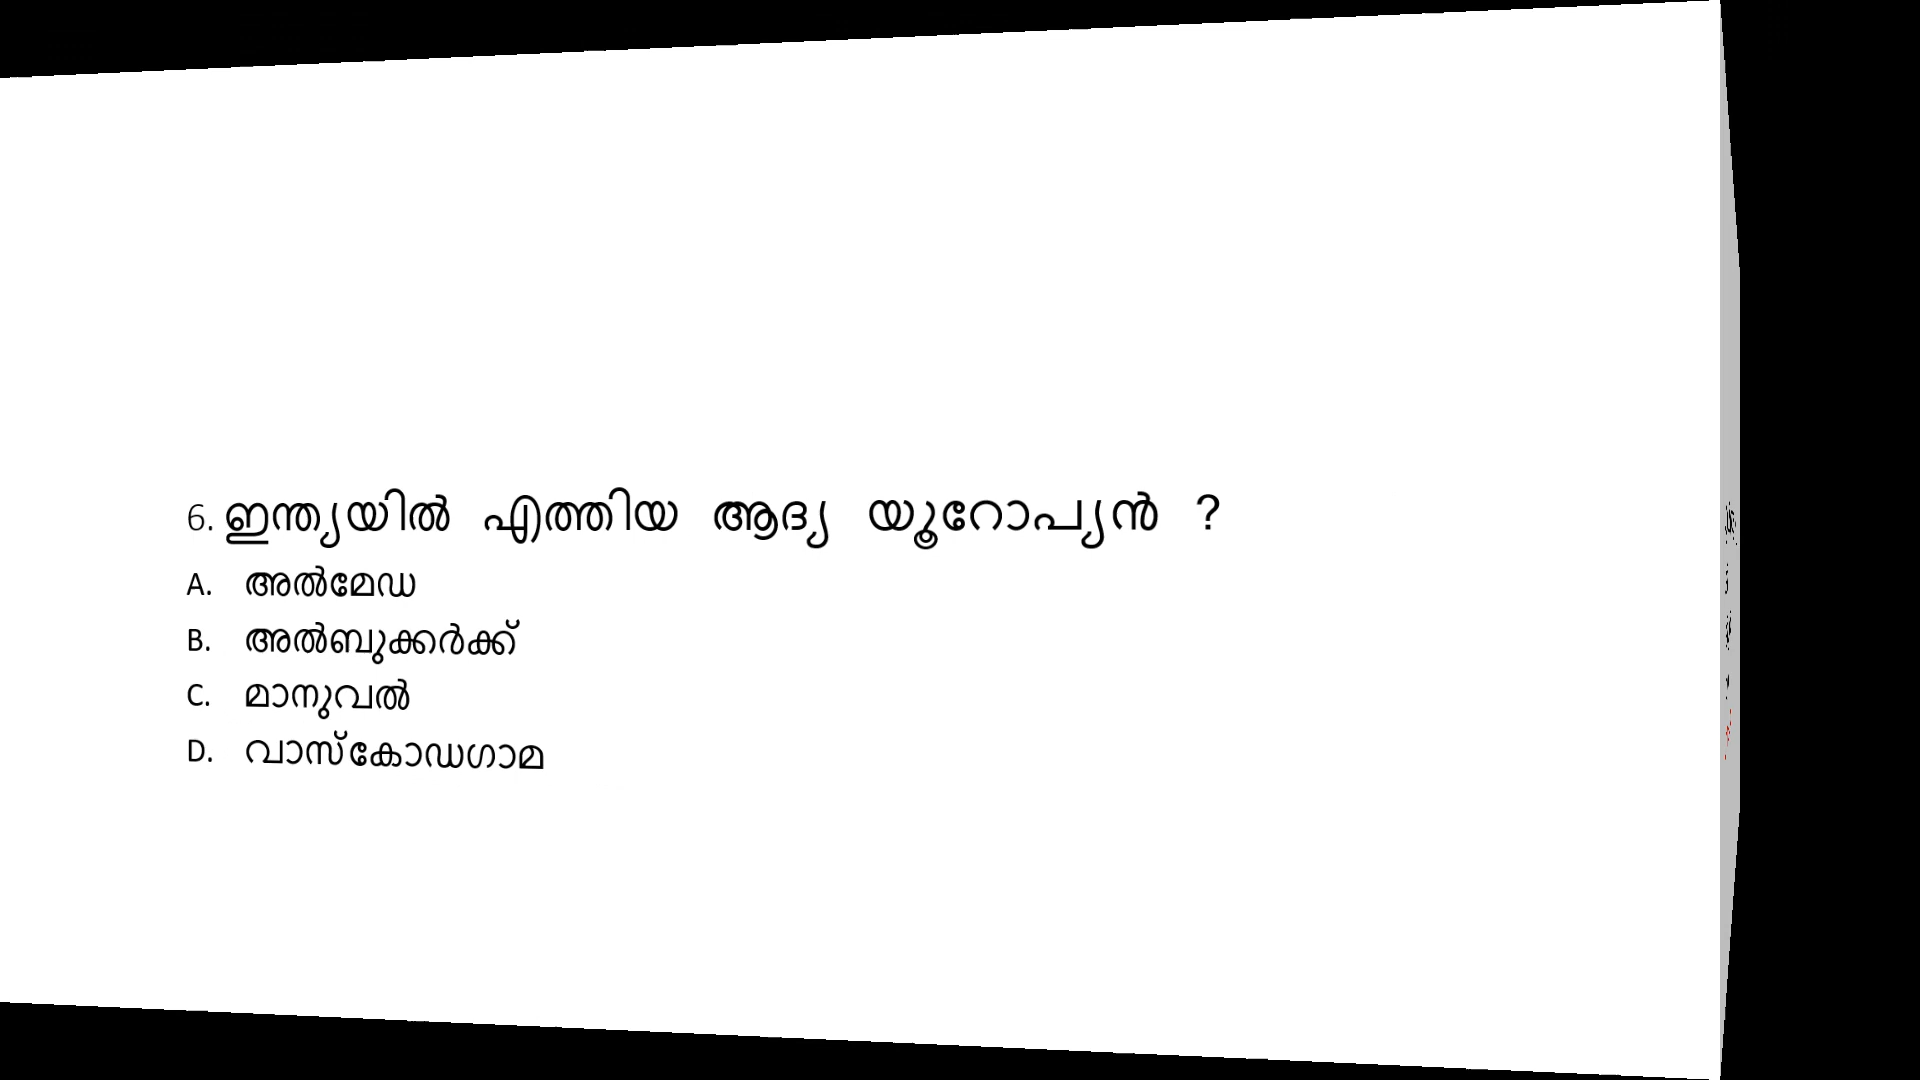 6. ഇന്ത്യയിൽ എത്തിയ ആദ്യ യൂറോപ്യൻ ?
A. അൽമേഡ
B. അൽബുക്കർക്ക്
C. മാനുവൽ
D. വാസ്കോഡഗാമ